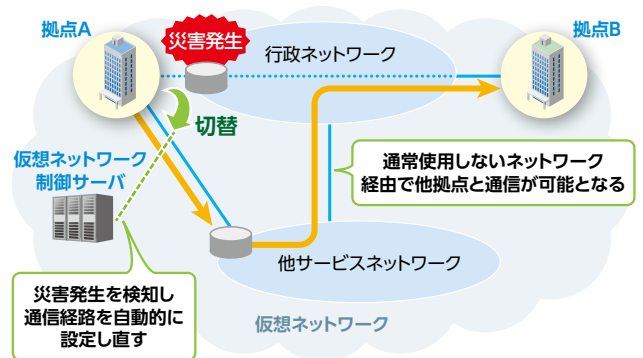 拠点A
災害発生
行政ネットワーク
拠点B
切替
仮想ネットワーク
制御サーバ
通常使用しないネットワーク
経由で他拠点と通信が可能となる
他サービスネットワーク
災害発生を検知し
通信経路を自動的に
設定し直す
仮想ネットワーク